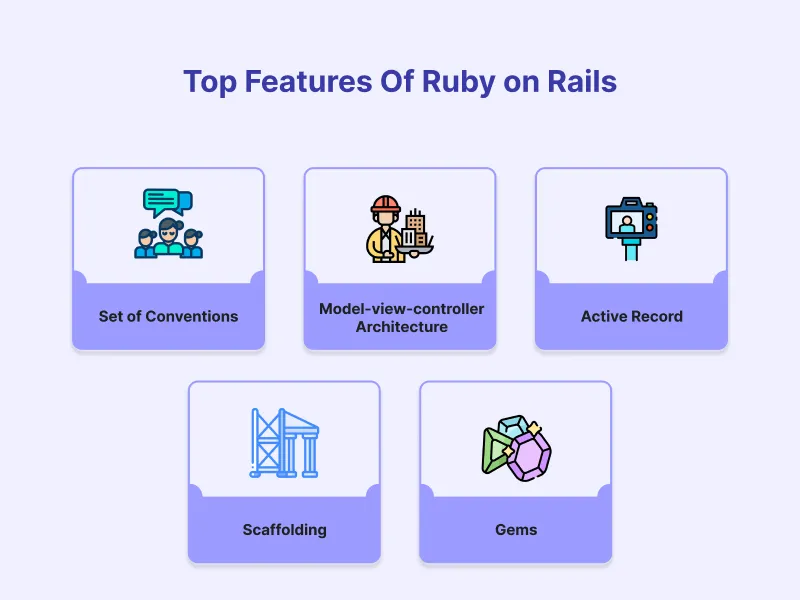 Top Features Of Ruby on Rails
Set of Conventions
Model-view-controller
Architecture
Active Record
Scaffolding
Gems